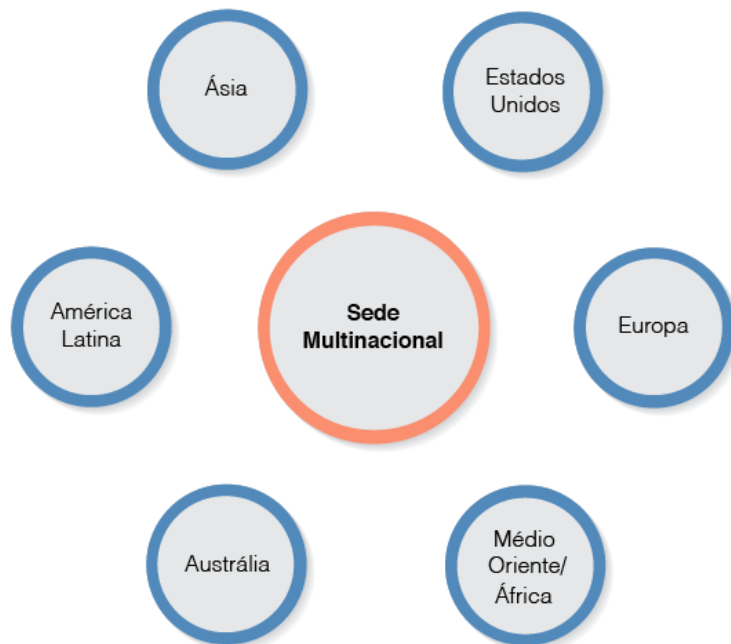 Ásia
Estados
Unidos
América
Latina
Sede
Multinacional
Europa
Austrália
Médio
Oriente/
África